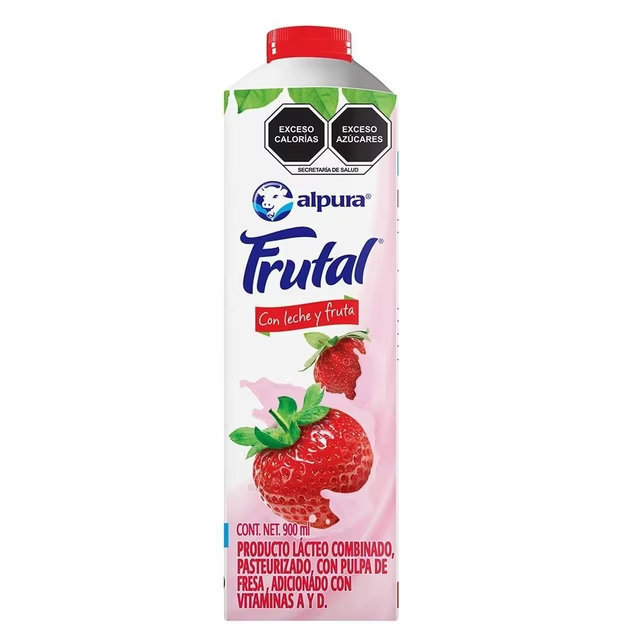 EXCESO
CALORÍAS
EXCESO
AZÚCARES
SECRETARÍA DE SALUD
alpura®
Frutal®
Con leche y fruta
CONT. NET. 900 ml
PRODUCTO LÁCTEO COMBINADO,
PASTEURIZADO, CON PULPA DE
FRESA, ADICIONADO CON
VITAMINAS A Y D.